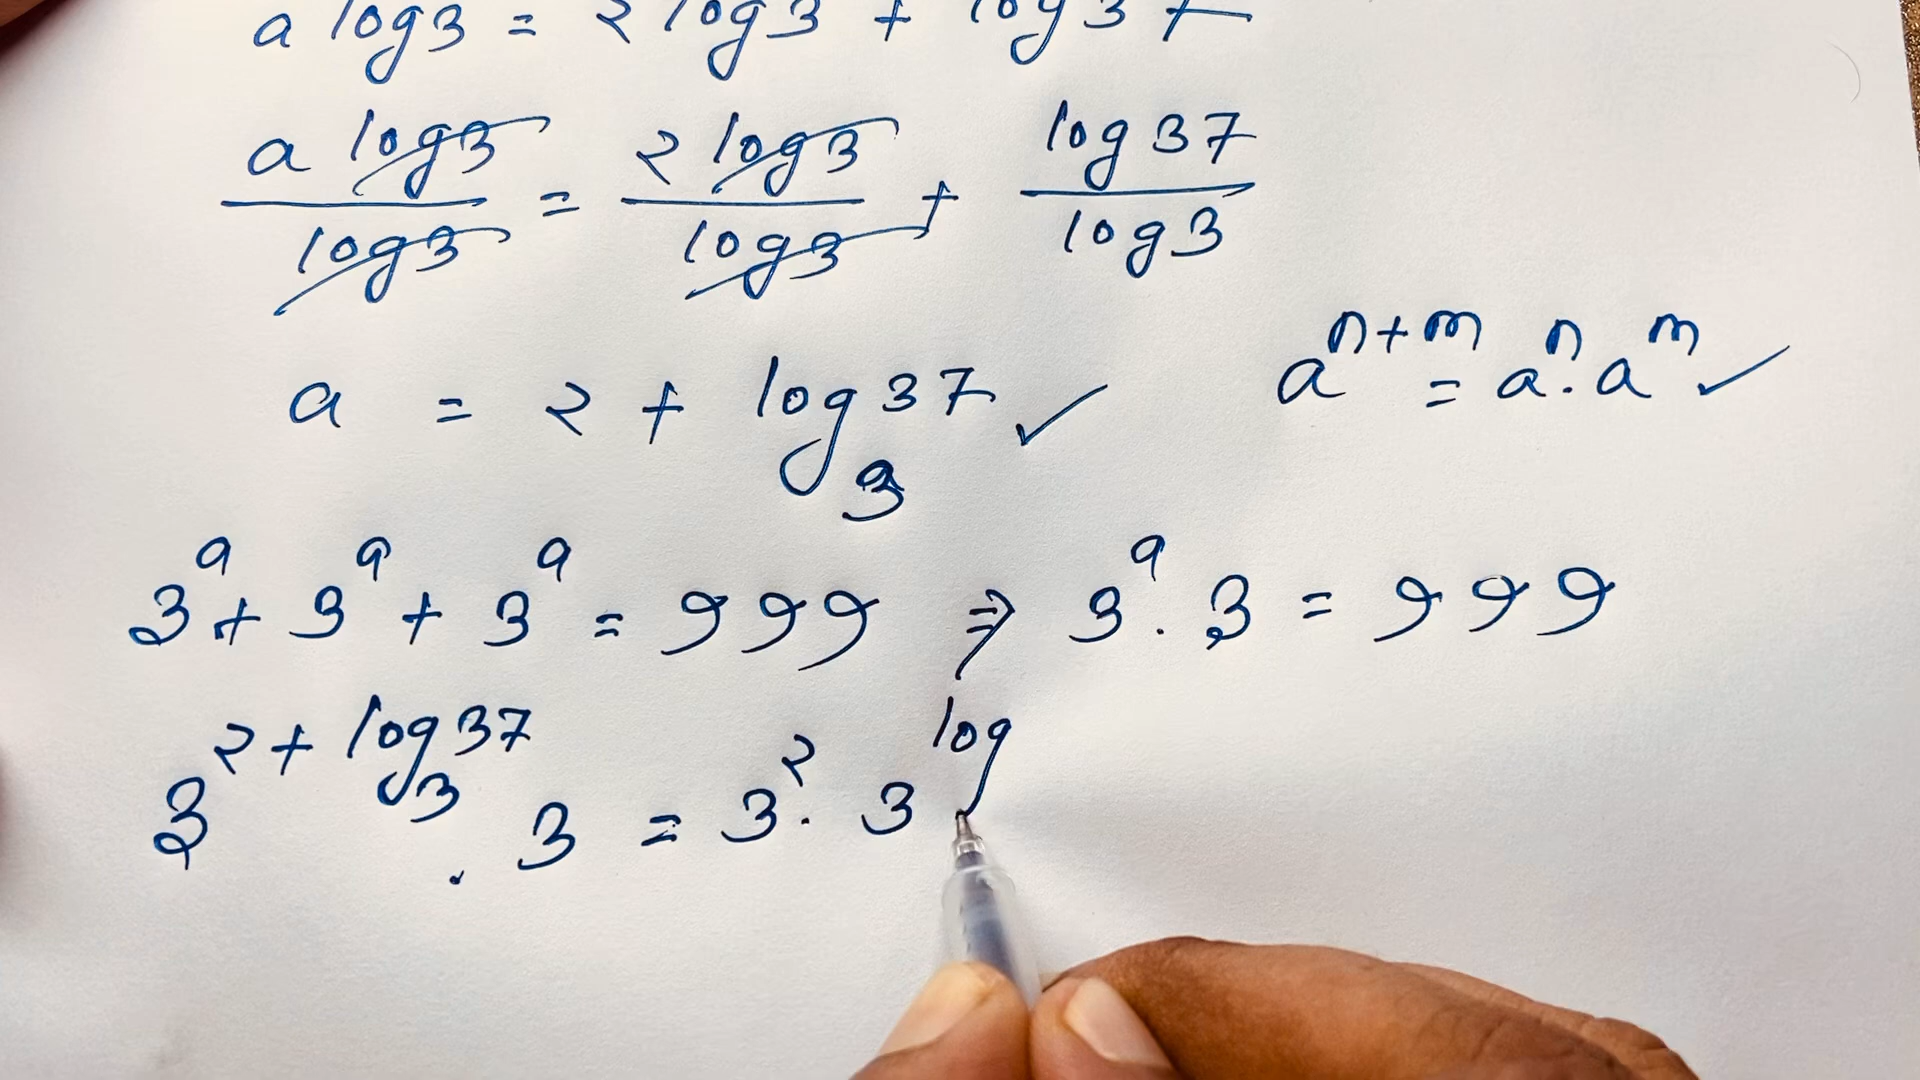 a log3 = 2 log3 + log37
a log3 / log3 = 2 log3 / log3 + log37 / log3
a = 2 + log₃37 ✓
aⁿ⁺ᵐ = aⁿ.aᵐ ✓
3ᵃ + 3ᵃ + 3ᵃ = 999 ⇒ 3ᵃ . 3 = 999
3^(2 + log₃37) . 3 = 3² . 3^log